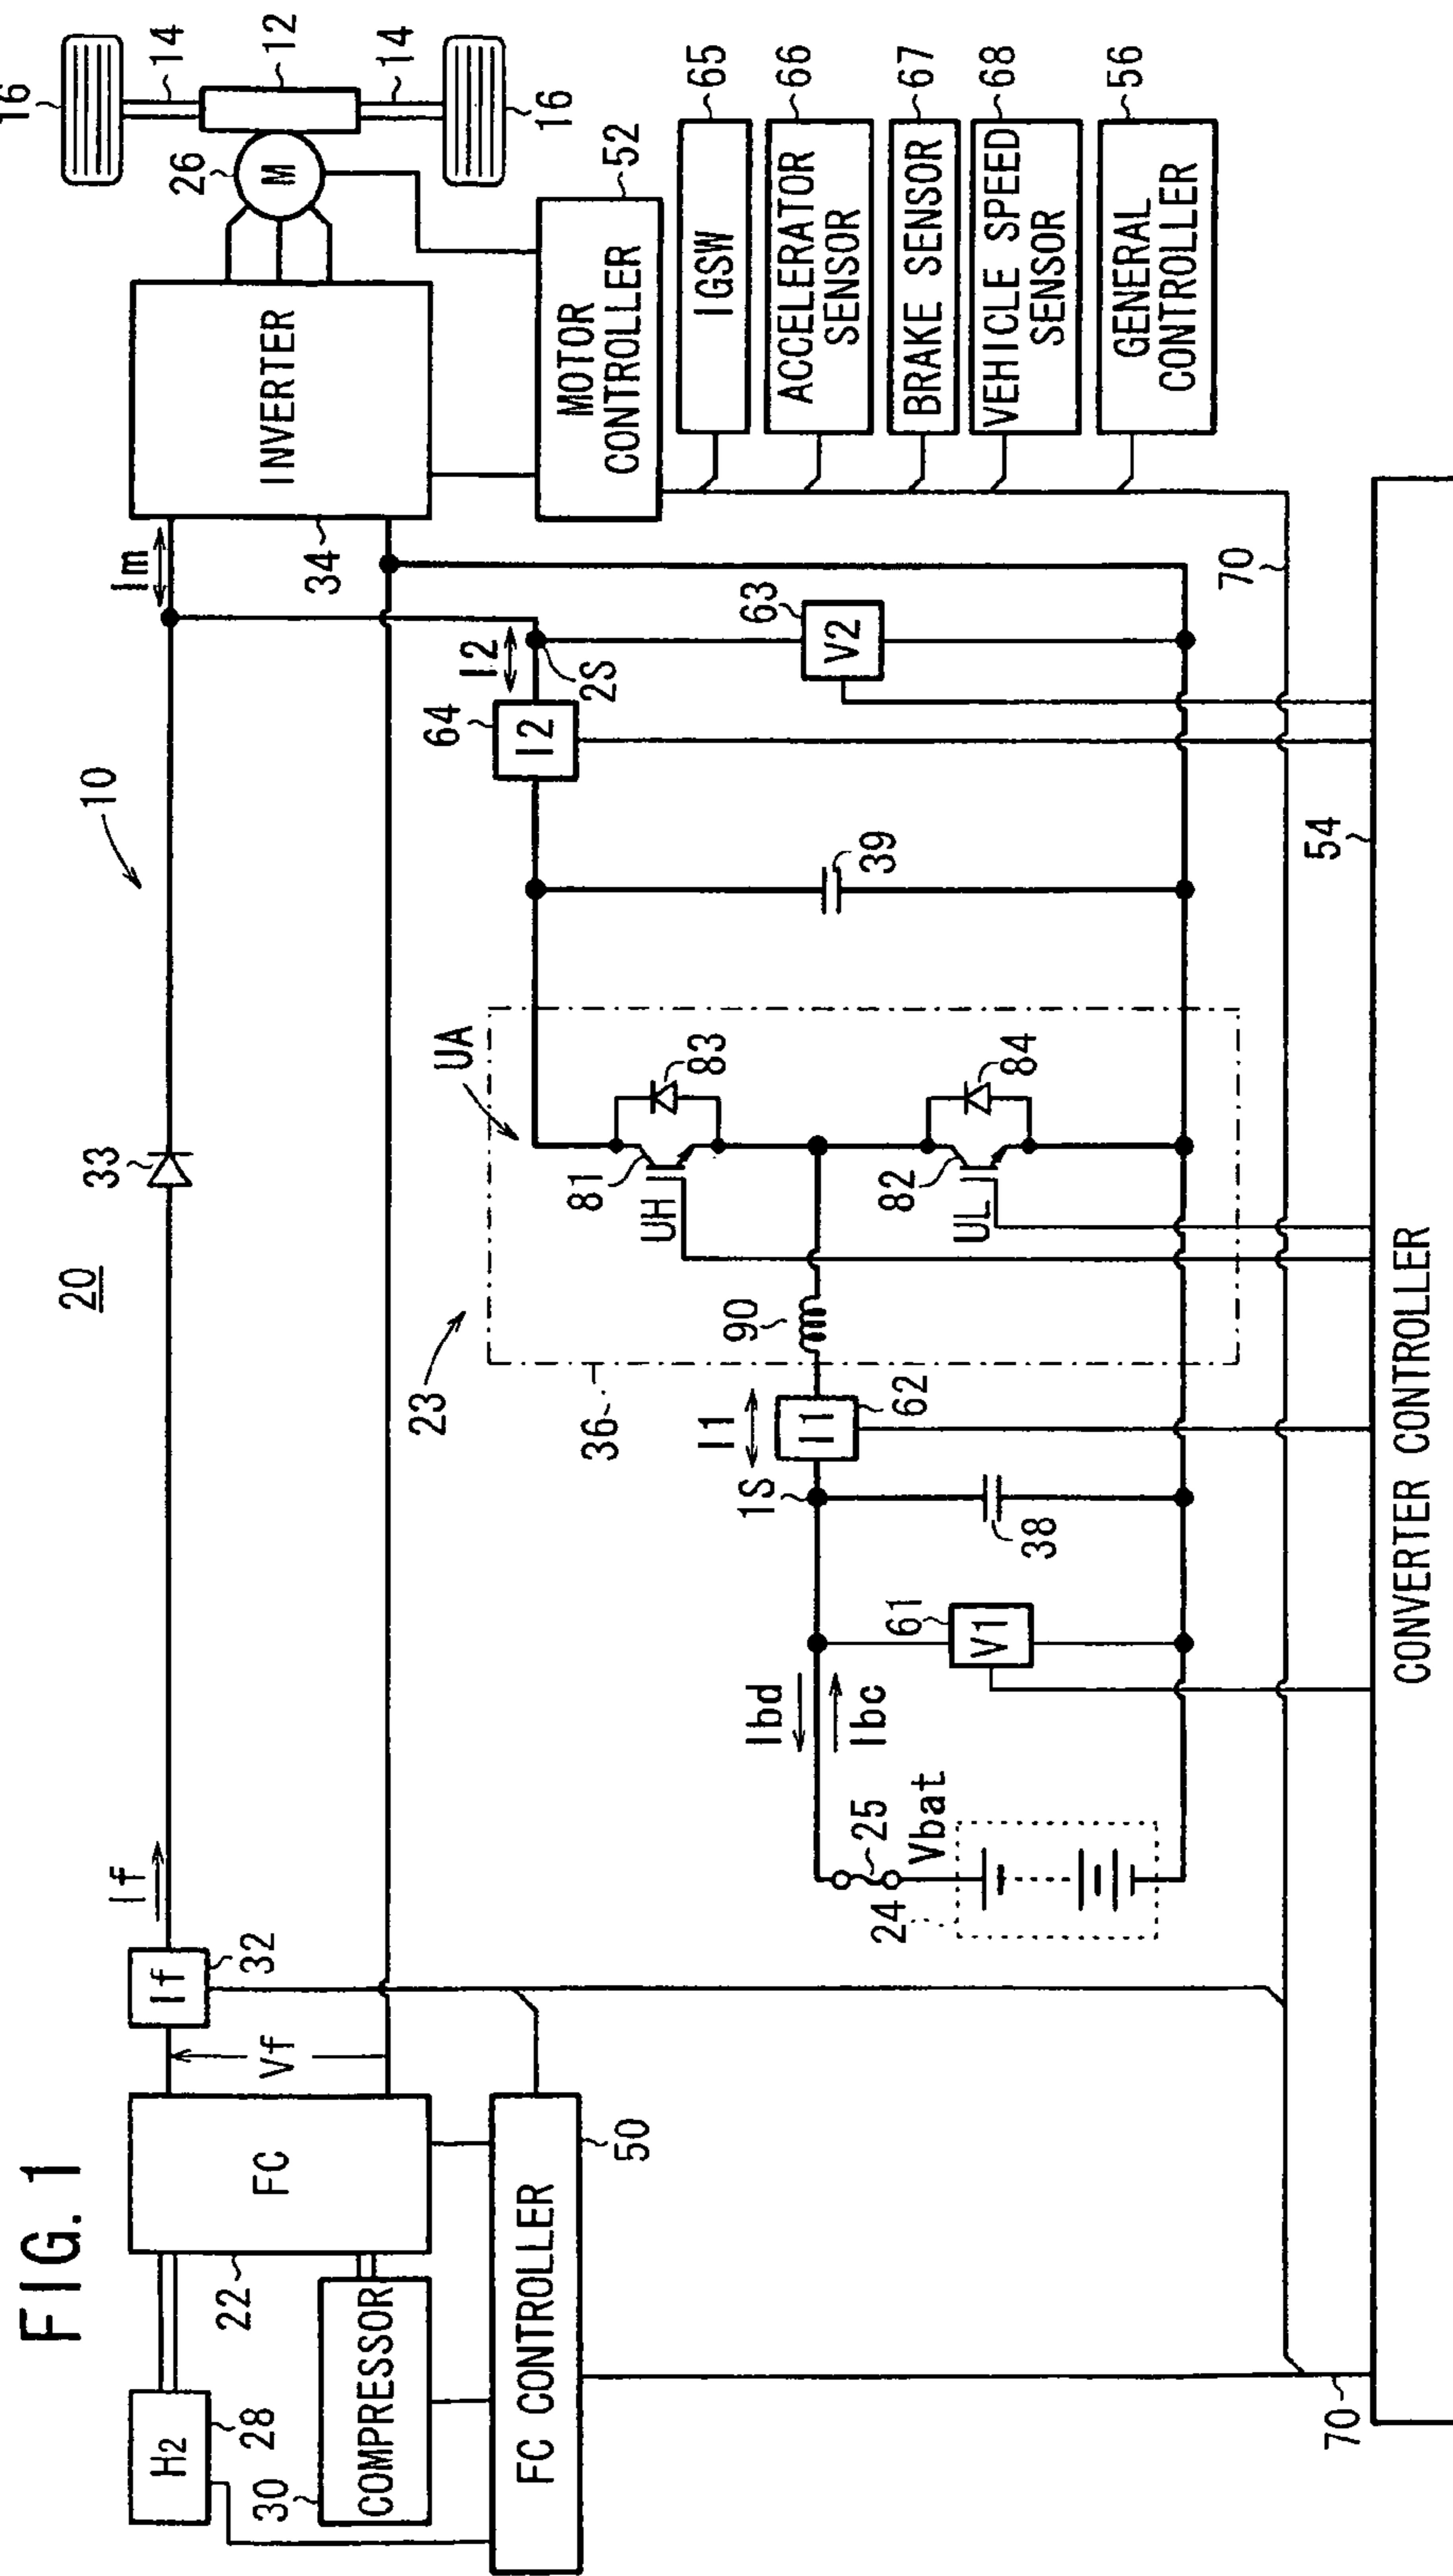 FIG. 1
10
20
H2
28
COMPRESSOR
30
FC
22
Vf
If
32
If
33
Im
INVERTER
34
M
26
16
14
12
14
16
FC CONTROLLER
50
MOTOR
CONTROLLER
52
23
36
UA
24
25
Vbat
Ibd
Ibc
V1
61
1S
38
I1
I1
62
90
81
UH
83
82
UL
84
39
64
I2
I2
2S
V2
63
IGSW
65
ACCELERATOR
SENSOR
66
BRAKE SENSOR
67
VEHICLE SPEED
SENSOR
68
GENERAL
CONTROLLER
56
70
70
54
CONVERTER CONTROLLER